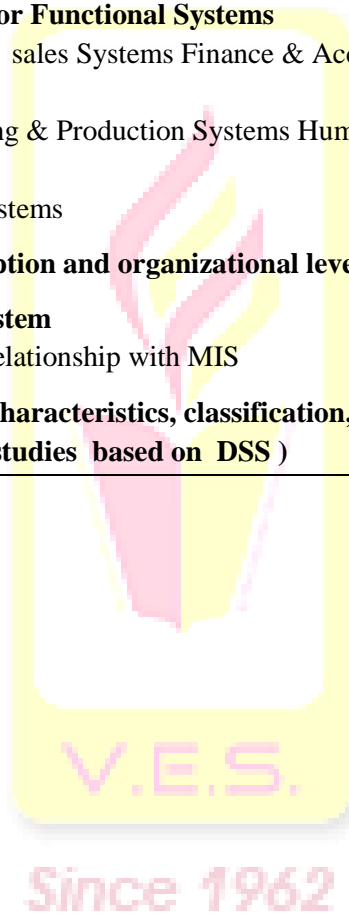 or Functional Systems
sales Systems Finance & Acc
ng & Production Systems Hum
stems
ption and organizational leve
stem
elationship with MIS
haracteristics, classification,
studies based on DSS )
V.E.S.
Since 1962